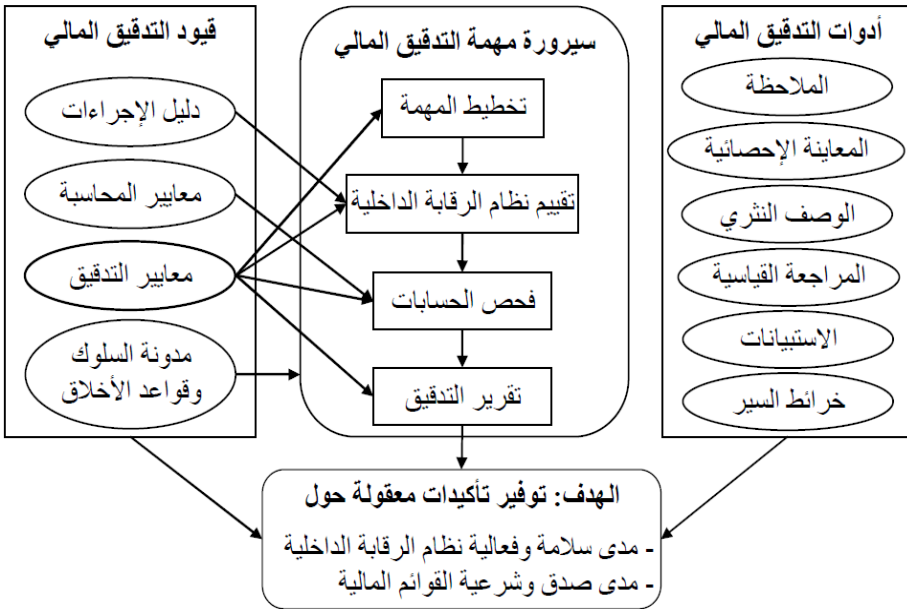 أدوات التدقيق المالي
الملاحظة
المعاينة الإحصائية
الوصف النثري
المراجعة القياسية
الاستبيانات
خرائط السير
سيرورة مهمة التدقيق المالي
تخطيط المهمة
تقييم نظام الرقابة الداخلية
فحص الحسابات
تقرير التدقيق
قيود التدقيق المالي
دليل الإجراءات
معايير المحاسبة
معايير التدقيق
مدونة السلوك
وقواعد الأخلاق
الهدف: توفير تأكيدات معقولة حول
- مدى سلامة وفعالية نظام الرقابة الداخلية
- مدى صدق وشرعية القوائم المالية